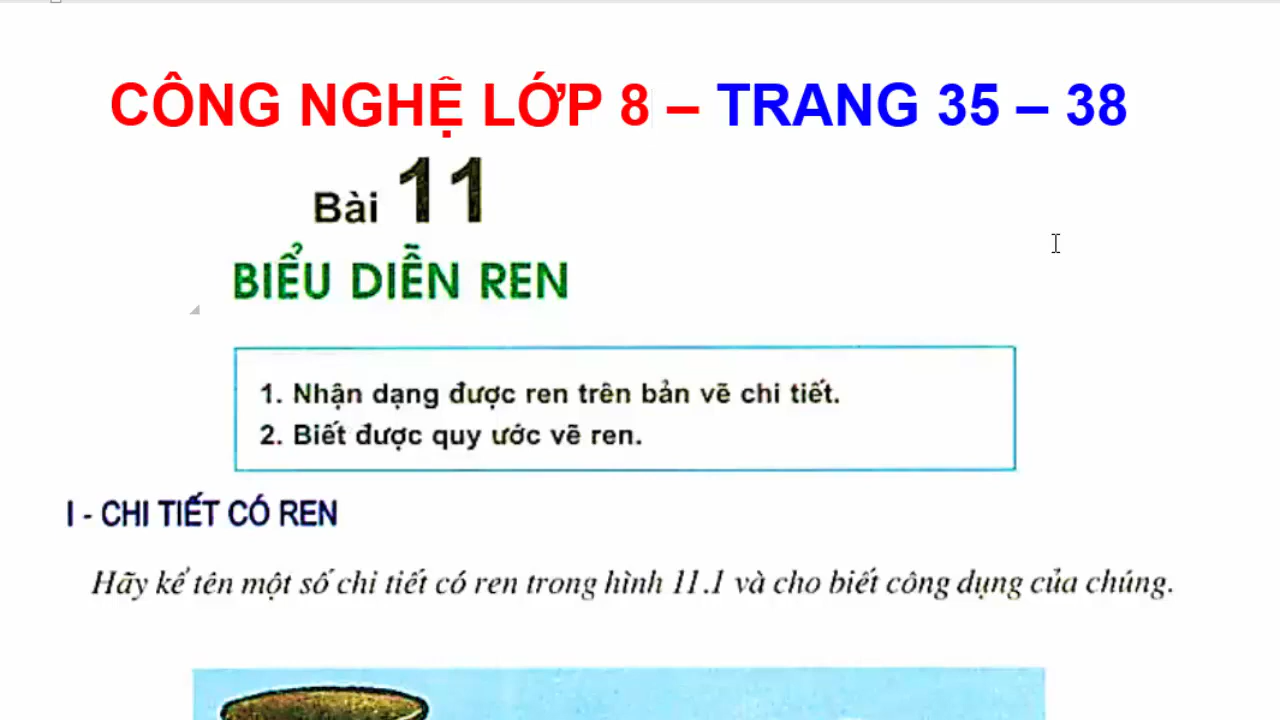 CÔNG NGHỆ LỚP 8 – TRANG 35 – 38
Bài 11
BIỂU DIỄN REN
1. Nhận dạng được ren trên bản vẽ chi tiết.
2. Biết được quy ước vẽ ren.
I - CHI TIẾT CÓ REN
Hãy kể tên một số chi tiết có ren trong hình 11.1 và cho biết công dụng của chúng.